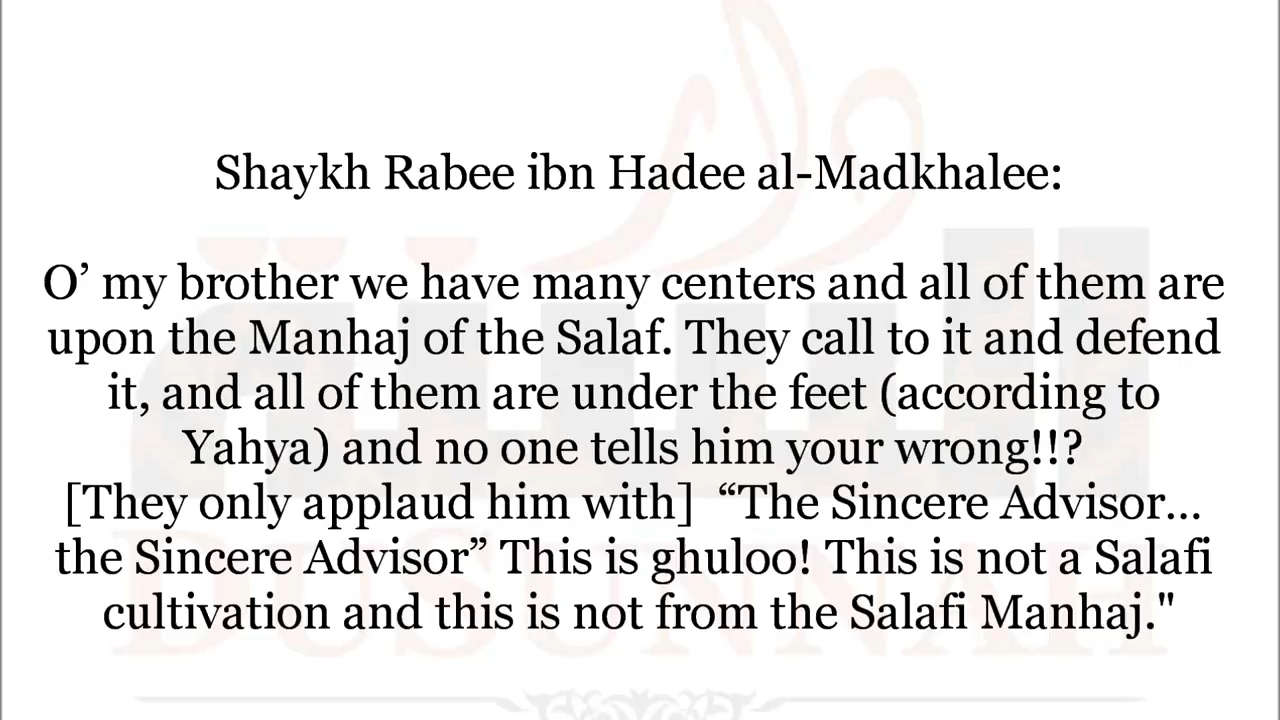 Shaykh Rabee ibn Hadee al-Madkhalee:
O’ my brother we have many centers and all of them are
upon the Manhaj of the Salaf. They call to it and defend
it, and all of them are under the feet (according to
Yahya) and no one tells him your wrong!!?
[They only applaud him with]  “The Sincere Advisor...
the Sincere Advisor” This is ghuloo! This is not a Salafi
cultivation and this is not from the Salafi Manhaj."
DUSUNNAH